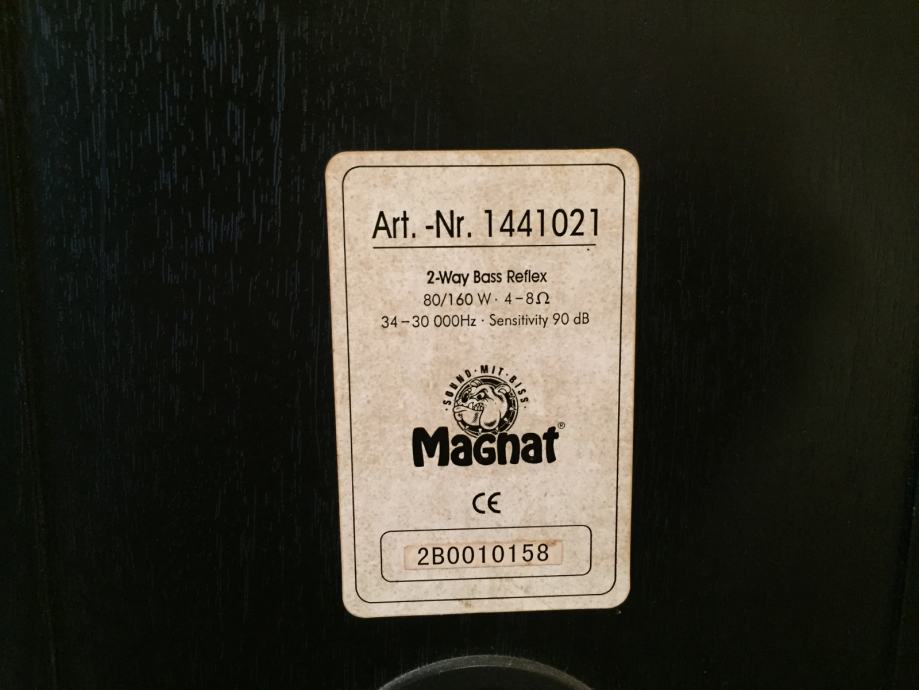 Art. -Nr. 1441021
2-Way Bass Reflex
80/160 W · 4–8Ω
34–30 000Hz · Sensitivity 90 dB
·SOUND·MIT·BISS·
Magnat®
CE
2B0010158